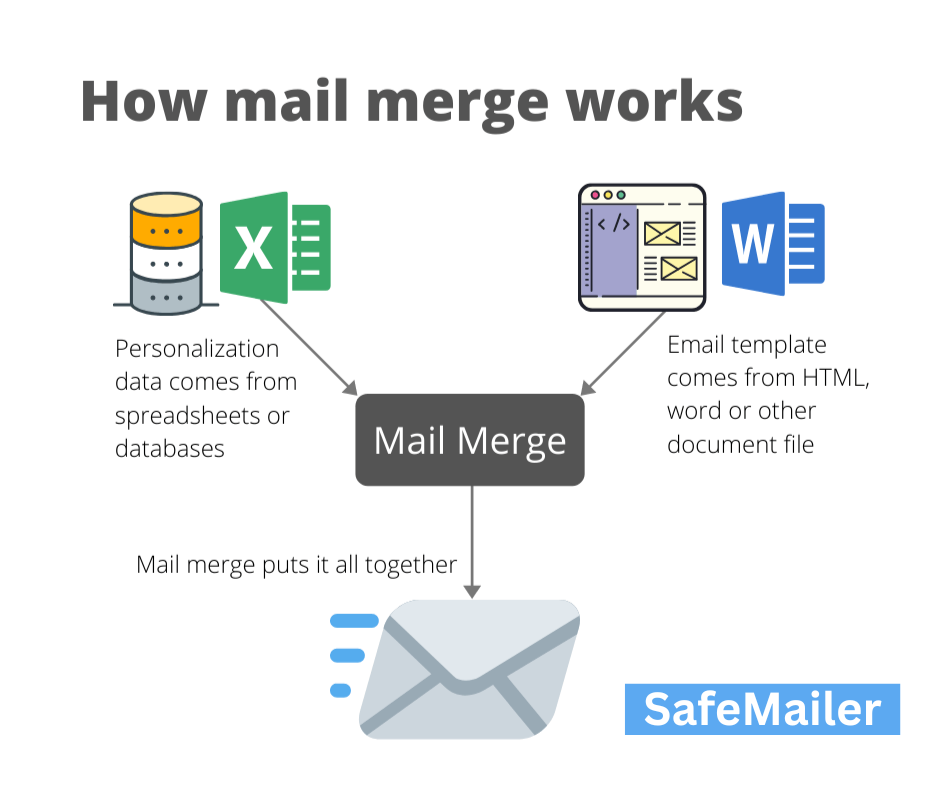 How mail merge works
X
</>
W
Personalization
data comes from
spreadsheets or
databases
Email template
comes from HTML,
word or other
document file
Mail Merge
Mail merge puts it all together
SafeMailer